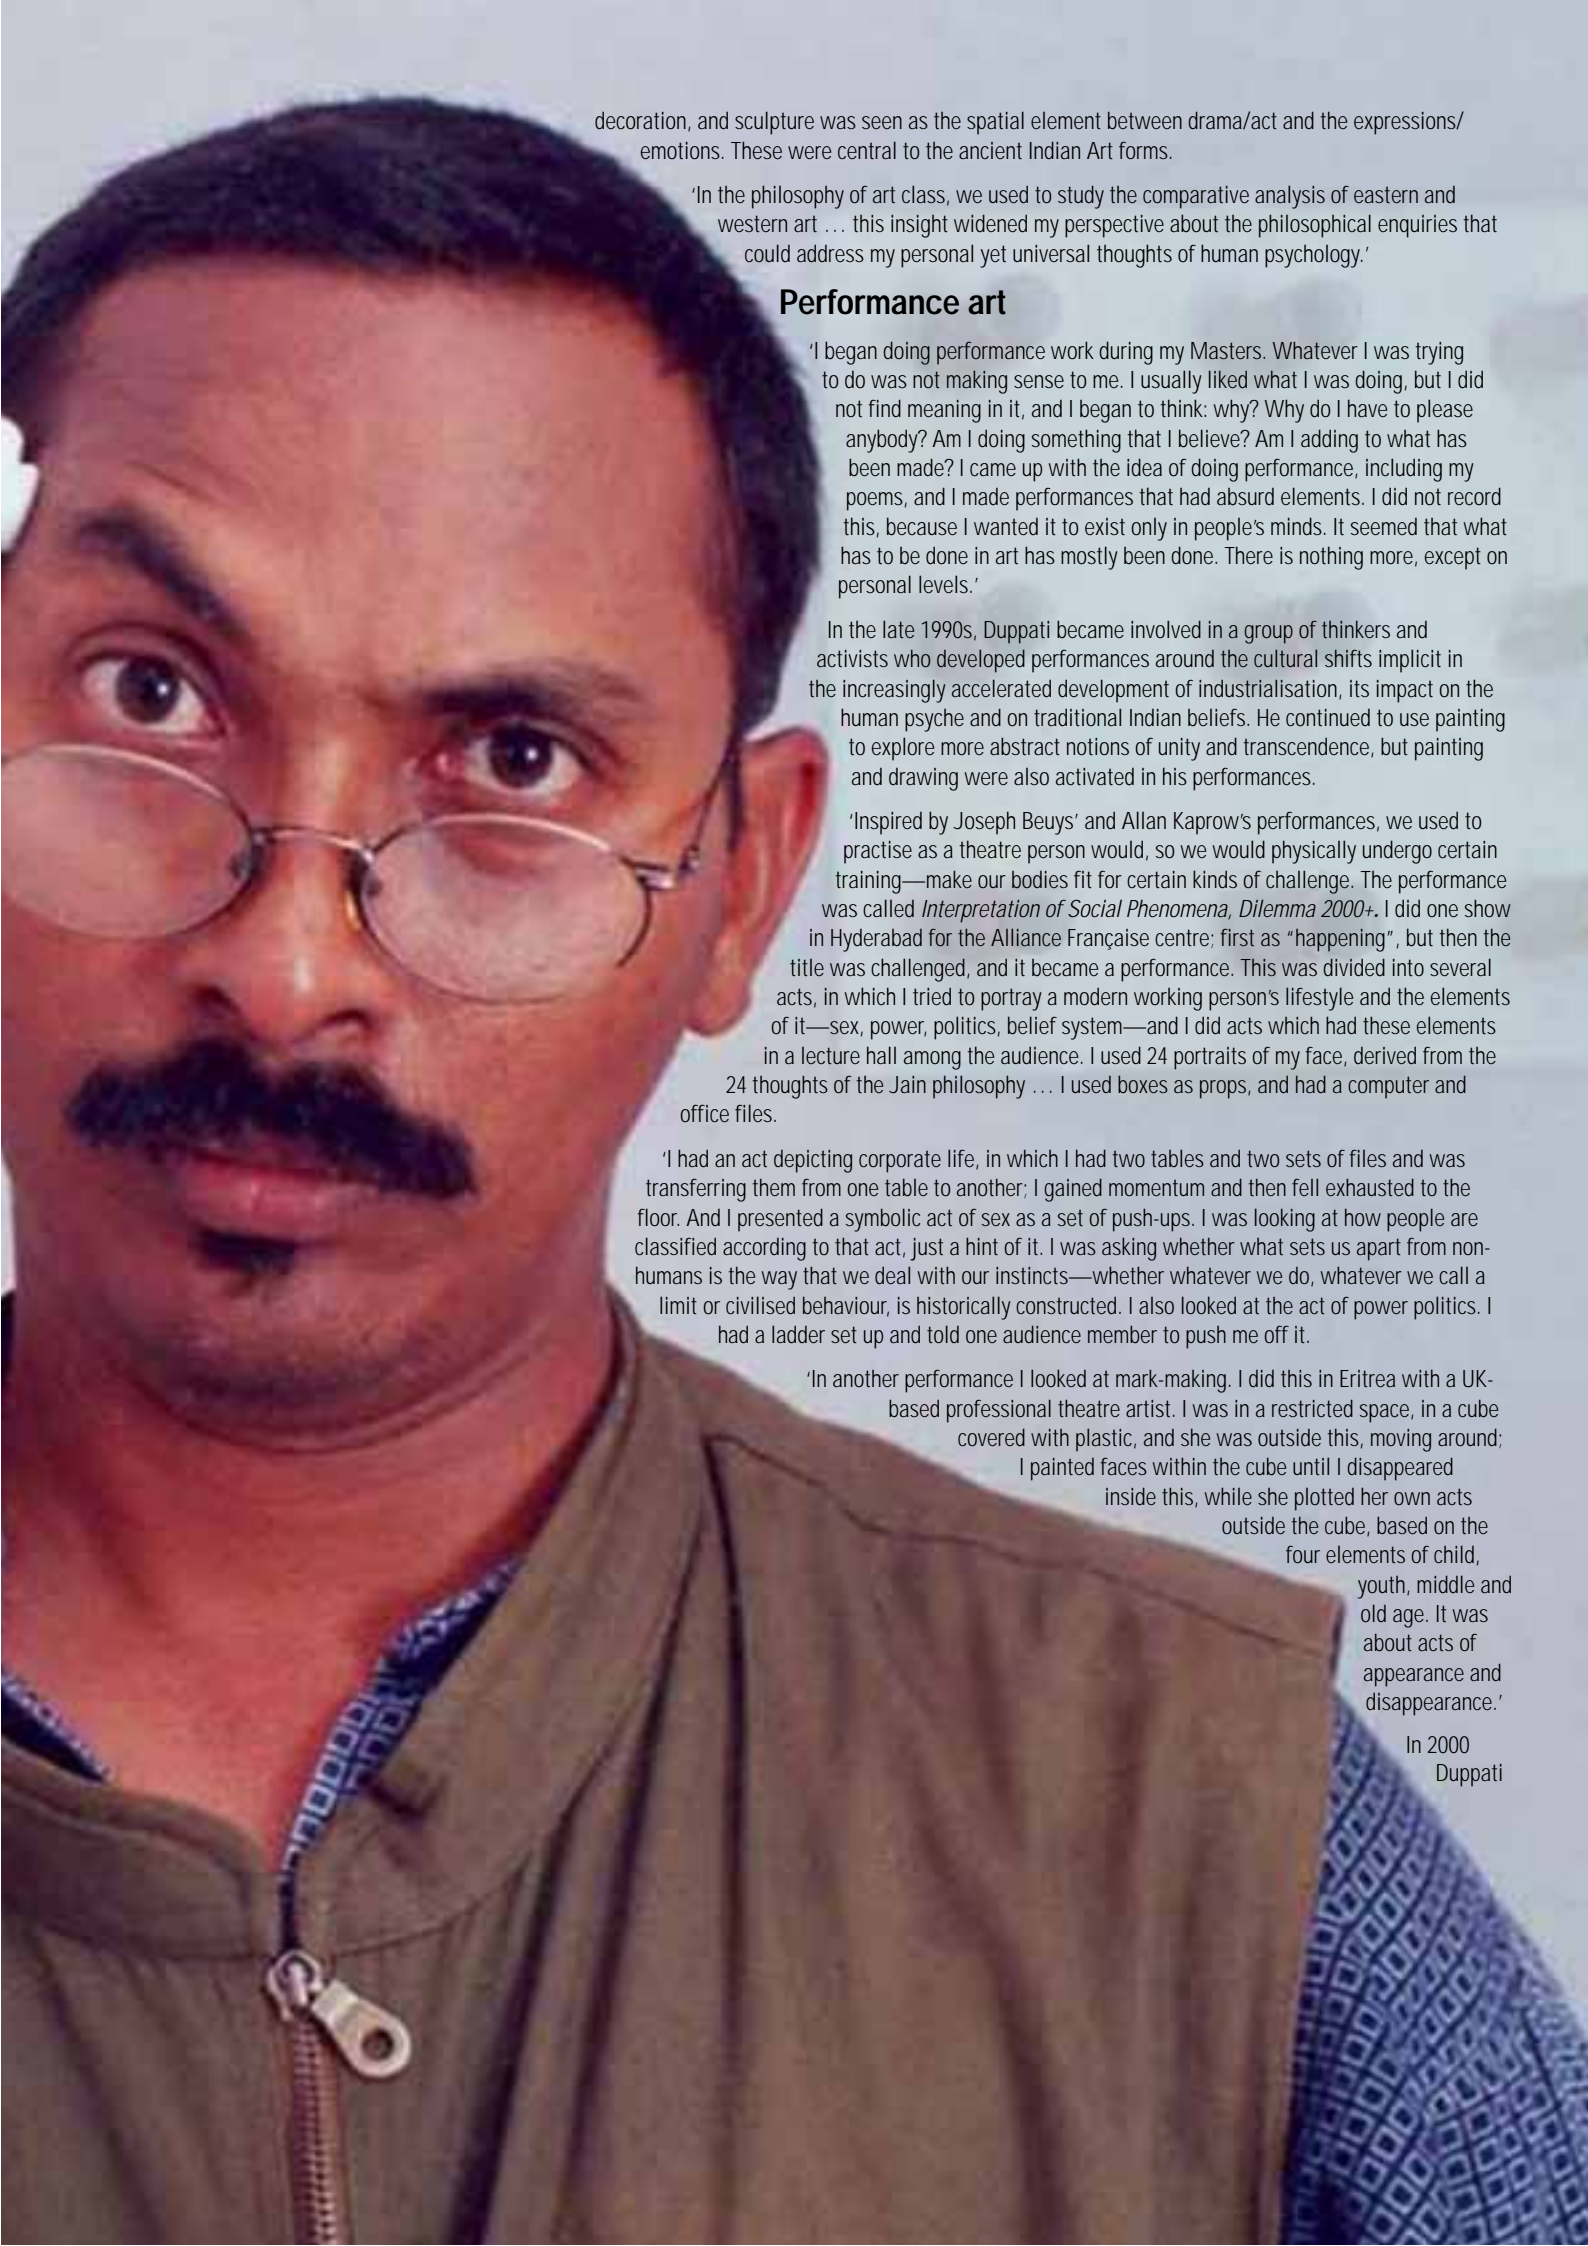 decoration, and sculpture was seen as the spatial element between drama/act and the expressions/
emotions. These were central to the ancient Indian Art forms.
‘In the philosophy of art class, we used to study the comparative analysis of eastern and
western art … this insight widened my perspective about the philosophical enquiries that
could address my personal yet universal thoughts of human psychology.’
Performance art
‘I began doing performance work during my Masters. Whatever I was trying
to do was not making sense to me. I usually liked what I was doing, but I did
not find meaning in it, and I began to think: why? Why do I have to please
anybody? Am I doing something that I believe? Am I adding to what has
been made? I came up with the idea of doing performance, including my
poems, and I made performances that had absurd elements. I did not record
this, because I wanted it to exist only in people’s minds. It seemed that what
has to be done in art has mostly been done. There is nothing more, except on
personal levels.’
In the late 1990s, Duppati became involved in a group of thinkers and
activists who developed performances around the cultural shifts implicit in
the increasingly accelerated development of industrialisation, its impact on the
human psyche and on traditional Indian beliefs. He continued to use painting
to explore more abstract notions of unity and transcendence, but painting
and drawing were also activated in his performances.
‘Inspired by Joseph Beuys’ and Allan Kaprow’s performances, we used to
practise as a theatre person would, so we would physically undergo certain
training—make our bodies fit for certain kinds of challenge. The performance
was called Interpretation of Social Phenomena, Dilemma 2000+. I did one show
in Hyderabad for the Alliance Française centre; first as “happening”, but then the
title was challenged, and it became a performance. This was divided into several
acts, in which I tried to portray a modern working person’s lifestyle and the elements
of it—sex, power, politics, belief system—and I did acts which had these elements
in a lecture hall among the audience. I used 24 portraits of my face, derived from the
24 thoughts of the Jain philosophy … I used boxes as props, and had a computer and
office files.
‘I had an act depicting corporate life, in which I had two tables and two sets of files and was
transferring them from one table to another; I gained momentum and then fell exhausted to the
floor. And I presented a symbolic act of sex as a set of push-ups. I was looking at how people are
classified according to that act, just a hint of it. I was asking whether what sets us apart from non-
humans is the way that we deal with our instincts—whether whatever we do, whatever we call a
limit or civilised behaviour, is historically constructed. I also looked at the act of power politics. I
had a ladder set up and told one audience member to push me off it.
‘In another performance I looked at mark-making. I did this in Eritrea with a UK-
based professional theatre artist. I was in a restricted space, in a cube
covered with plastic, and she was outside this, moving around;
I painted faces within the cube until I disappeared
inside this, while she plotted her own acts
outside the cube, based on the
four elements of child,
youth, middle and
old age. It was
about acts of
appearance and
disappearance.’
In 2000
Duppati